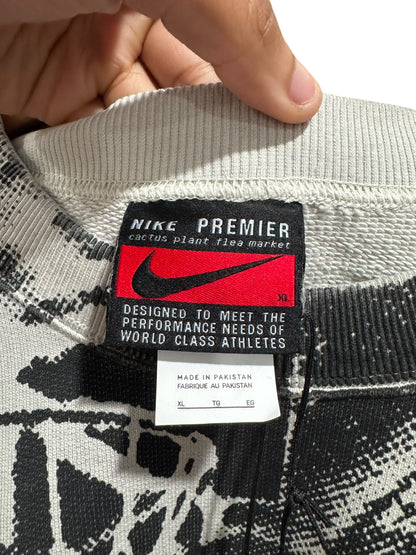 NIKE PREMIER
cactus plant flea market
XL
DESIGNED TO MEET THE
PERFORMANCE NEEDS OF
WORLD CLASS ATHLETES
MADE IN PAKISTAN
FABRIQUE AU PAKISTAN
XL TG EG